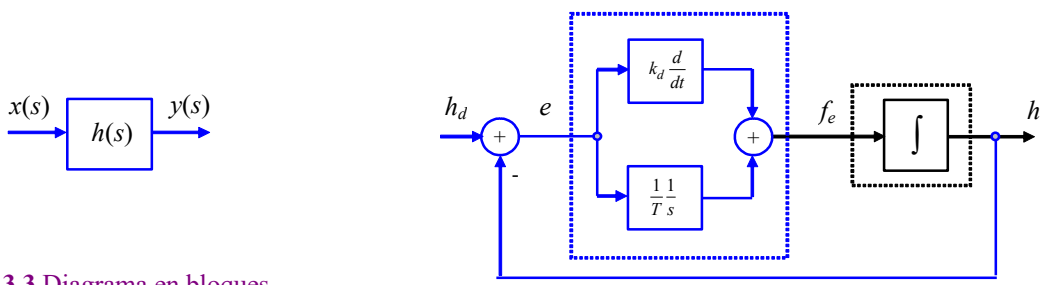 x(s)
h(s)
y(s)
h_d
+
-
e
k_d d/dt
1/T 1/s
+
f_e
∫
h
3.3 Diagrama en bloques